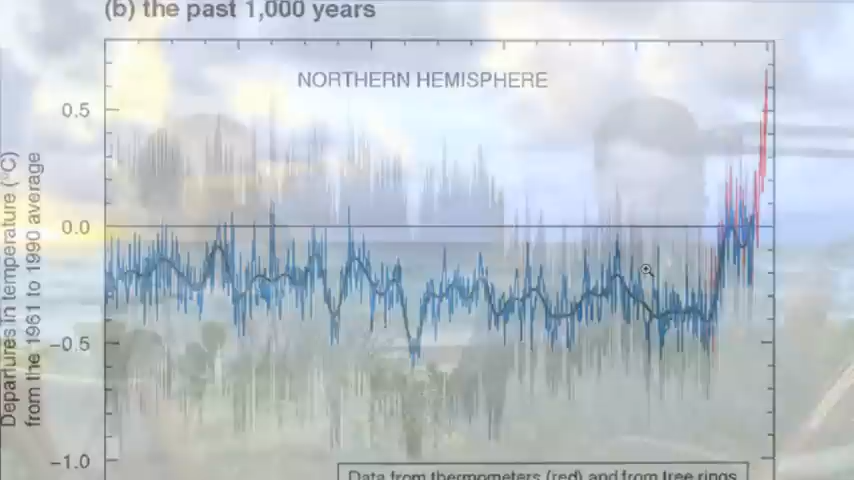 (b) the past 1,000 years
NORTHERN HEMISPHERE
0.5
0.0
−0.5
−1.0
Departures in temperature (°C)
from the 1961 to 1990 average
Data from thermometers (red) and from tree rings,